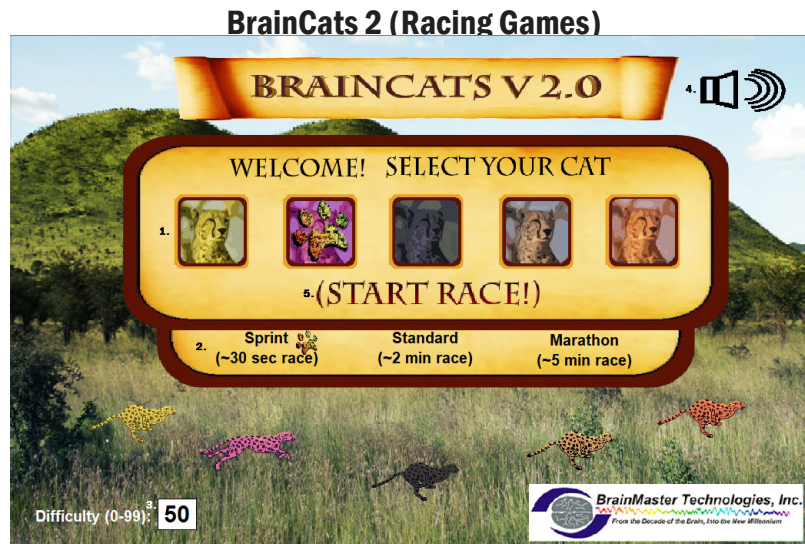 BrainCats 2 (Racing Games)
BRAINCATS V 2.0
4.
WELCOME! SELECT YOUR CAT
1.
5.(START RACE!)
2.
Sprint Standard Marathon
(~30 sec race) (~2 min race) (~5 min race)
3.
Difficulty (0-99): 50
BrainMaster Technologies, Inc.
From the Decade of the Brain, Into the New Millennium